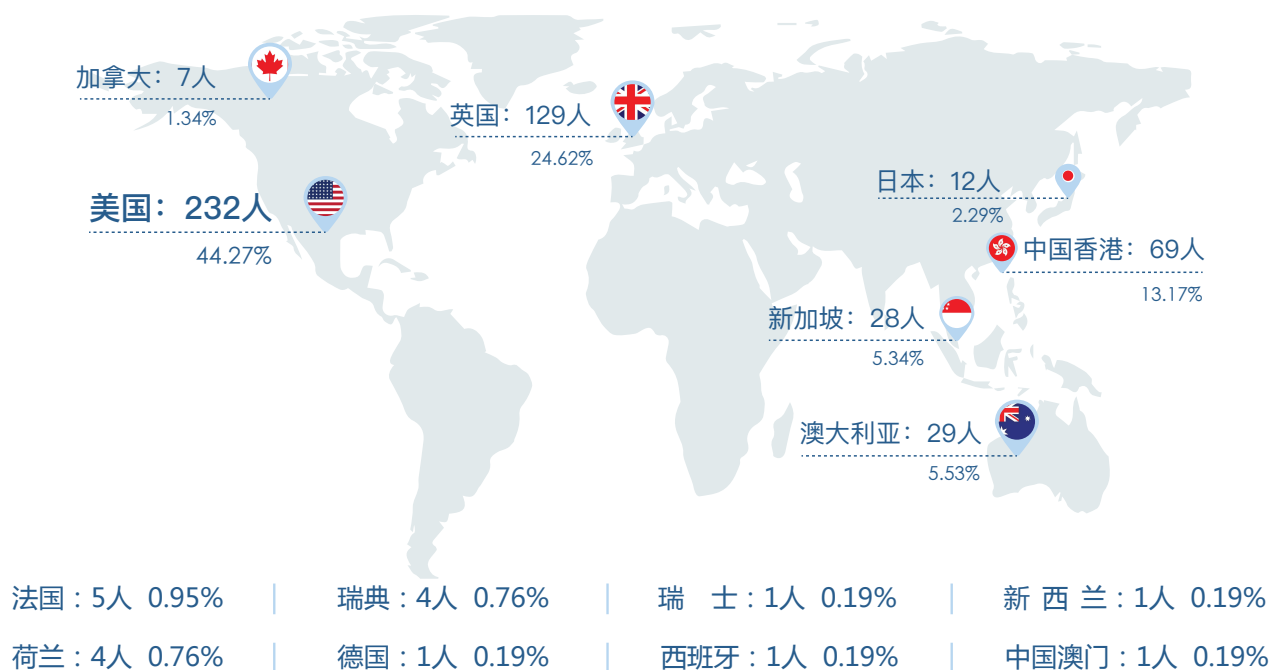 加拿大：7人
1.34%
英国：129人
24.62%
美国：232人
44.27%
日本：12人
2.29%
中国香港：69人
13.17%
新加坡：28人
5.34%
澳大利亚：29人
5.53%
法国：5人 0.95%
瑞典：4人 0.76%
瑞 士：1人 0.19%
新 西 兰：1人 0.19%
荷兰：4人 0.76%
德国：1人 0.19%
西班牙：1人 0.19%
中国澳门：1人 0.19%